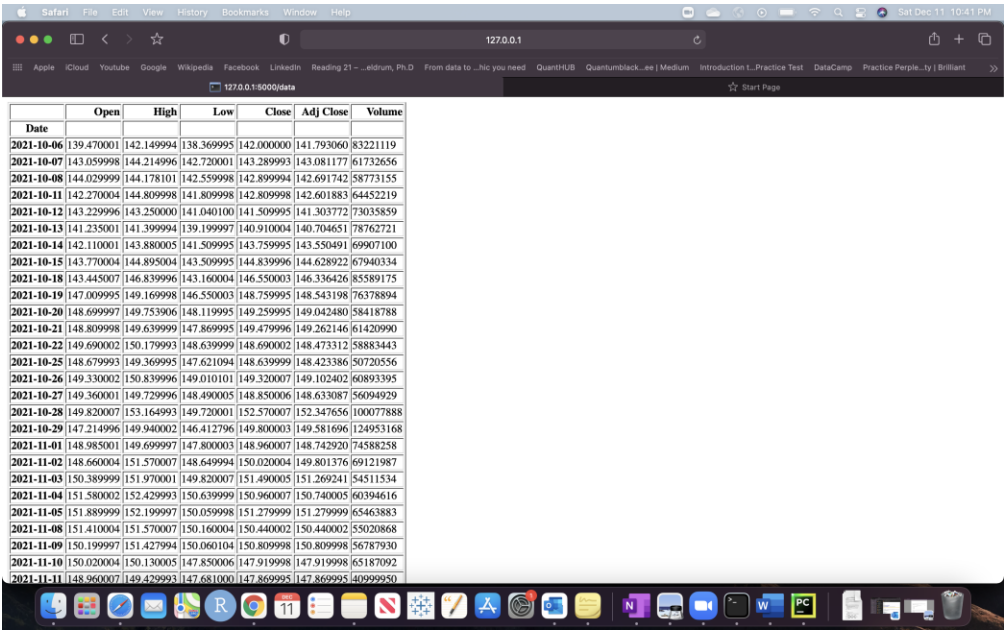 Safari File Edit View History Bookmarks Window Help Sat Dec 11 10:41 PM
127.0.0.1
Apple iCloud Youtube Google Wikipedia Facebook LinkedIn Reading 21 – ...eldrum, Ph.D From data to ...hic you need QuantHUB Quantumblack...ee | Medium Introduction t...Practice Test DataCamp Practice Perple...ty | Brilliant
127.0.0.1:5000/data Start Page
Open High Low Close Adj Close Volume
Date
2021-10-06 139.470001 142.149994 138.369995 142.000000 141.793060 83221119
2021-10-07 143.059998 144.214996 142.720001 143.289993 143.081177 61732656
2021-10-08 144.029999 144.178101 142.559998 142.899994 142.691742 58773155
2021-10-11 142.270004 144.809998 141.809998 142.809998 142.601883 64452219
2021-10-12 143.229996 143.250000 141.040100 141.509995 141.303772 73035859
2021-10-13 141.235001 141.399994 139.199997 140.910004 140.704651 78762721
2021-10-14 142.110001 143.880005 141.509995 143.759995 143.550491 69907100
2021-10-15 143.770004 144.895004 143.509995 144.839996 144.628922 67940334
2021-10-18 143.445007 146.839996 143.160004 146.550003 146.336426 85589175
2021-10-19 147.009995 149.169998 146.550003 148.759995 148.543198 76378894
2021-10-20 148.699997 149.753906 148.119995 149.259995 149.042480 58418788
2021-10-21 148.809998 149.639999 147.869995 149.479996 149.262146 61420990
2021-10-22 149.690002 150.179993 148.639999 148.690002 148.473312 58883443
2021-10-25 148.679993 149.369995 147.621094 148.639999 148.423386 50720556
2021-10-26 149.330002 150.839996 149.010101 149.320007 149.102402 60893395
2021-10-27 149.360001 149.729996 148.490005 148.850006 148.633087 56094929
2021-10-28 149.820007 153.164993 149.720001 152.570007 152.347656 100077888
2021-10-29 147.214996 149.940002 146.412796 149.800003 149.581696 124953168
2021-11-01 148.985001 149.699997 147.800003 148.960007 148.742920 74588258
2021-11-02 148.660004 151.570007 148.649994 150.020004 149.801376 69121987
2021-11-03 150.389999 151.970001 149.820007 151.490005 151.269241 54511534
2021-11-04 151.580002 152.429993 150.639999 150.960007 150.740005 60394616
2021-11-05 151.889999 152.199997 150.059998 151.279999 151.279999 65463883
2021-11-08 151.410004 151.570007 150.160004 150.440002 150.440002 55020868
2021-11-09 150.199997 151.427994 150.060104 150.809998 150.809998 56787930
2021-11-10 150.020004 150.130005 147.850006 147.919998 147.919998 65187092
2021-11-11 148.960007 149.429993 147.681000 147.869995 147.869995 40999950
R 11 N W PC